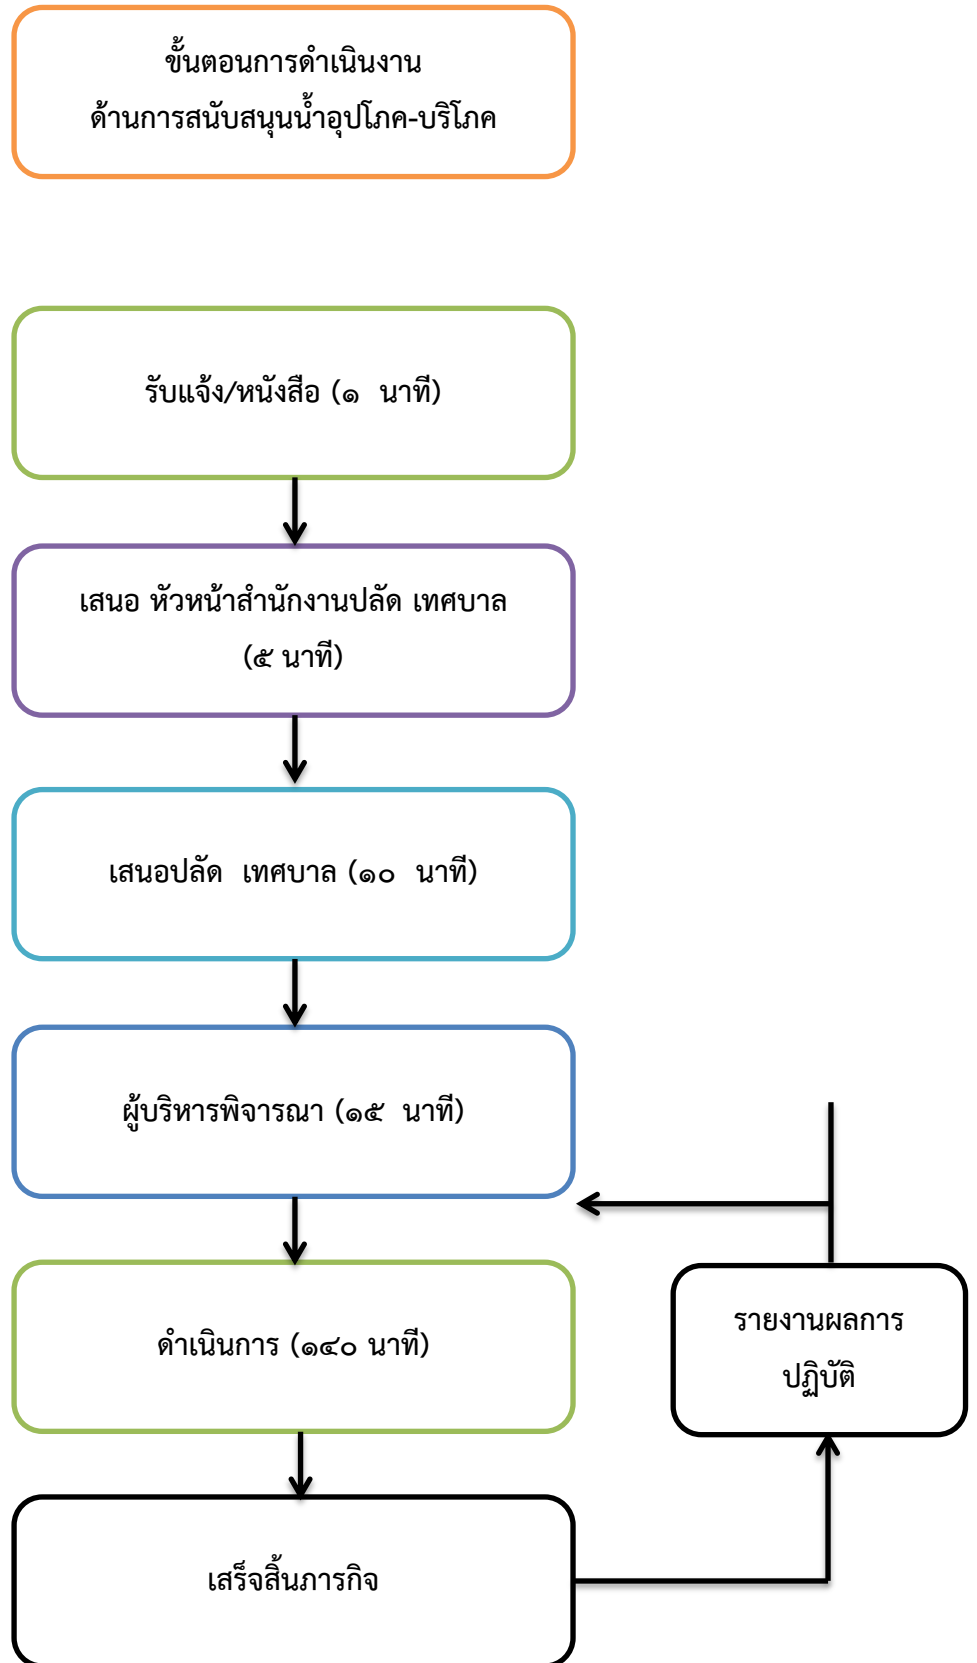 ขั้นตอนการดำเนินงาน
ด้านการสนับสนุนน้ำอุปโภค-บริโภค
รับแจ้ง/หนังสือ (๑  นาที)
เสนอ หัวหน้าสำนักงานปลัด เทศบาล
(๕ นาที)
เสนอปลัด  เทศบาล (๑๐  นาที)
ผู้บริหารพิจารณา (๑๕  นาที)
ดำเนินการ (๑๔๐ นาที)
รายงานผลการ
ปฏิบัติ
เสร็จสิ้นภารกิจ